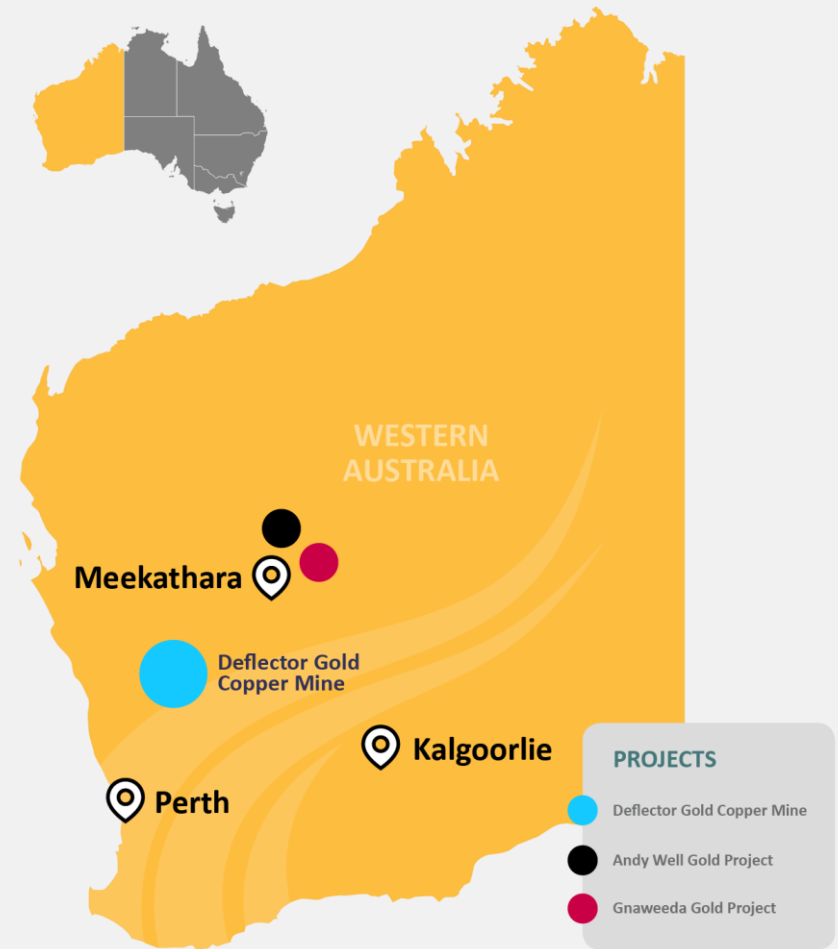 WESTERN
AUSTRALIA
Meekathara
Deflector Gold
Copper Mine
Kalgoorlie
Perth
PROJECTS
Deflector Gold Copper Mine
Andy Well Gold Project
Gnaweeda Gold Project